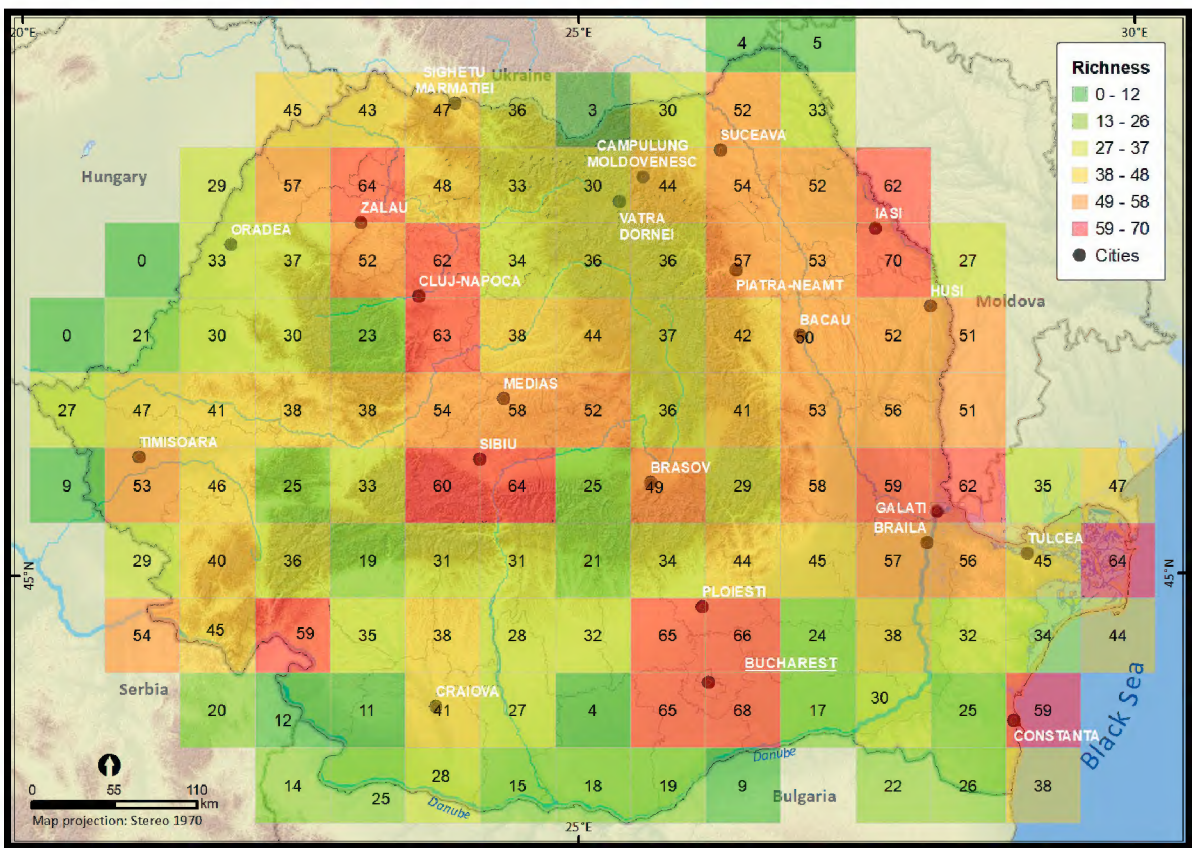 20°E 25°E 30°E
4 5
Richness
0 - 12
13 - 26
27 - 37
38 - 48
49 - 58
59 - 70
Cities
SIGHETU
MARMATIEI
Ukraine
45 43 47 36 3 30 52 33
SUCEAVA
CAMPULUNG
MOLDOVENESC
Hungary
29 57 64 48 33 30 44 54 52 62
ZALAU
VATRA
DORNEI
IASI
ORADEA
0 33 37 52 62 34 36 36 57 53 70 27
CLUJ-NAPOCA
PIATRA-NEAMT
HUSI
Moldova
BACAU
0 21 30 30 23 63 38 44 37 42 50 52 51
MEDIAS
27 47 41 38 38 54 58 52 36 41 53 56 51
TIMISOARA
SIBIU
BRASOV
9 53 46 25 33 60 64 25 49 29 58 59 62 35 47
GALATI
BRAILA
TULCEA
29 40 36 19 31 31 21 34 44 45 57 56 45 64
45°N 45°N
PLOIESTI
54 45 59 35 38 28 32 65 66 24 38 32 34 44
BUCHAREST
Serbia
CRAIOVA
20 12 11 41 27 4 65 68 17 30 25 59
CONSTANTA
Black Sea
Danube
14 25 28 15 18 19 9 22 26 38
Danube
Bulgaria
0 55 110
km
Map projection: Stereo 1970
25°E